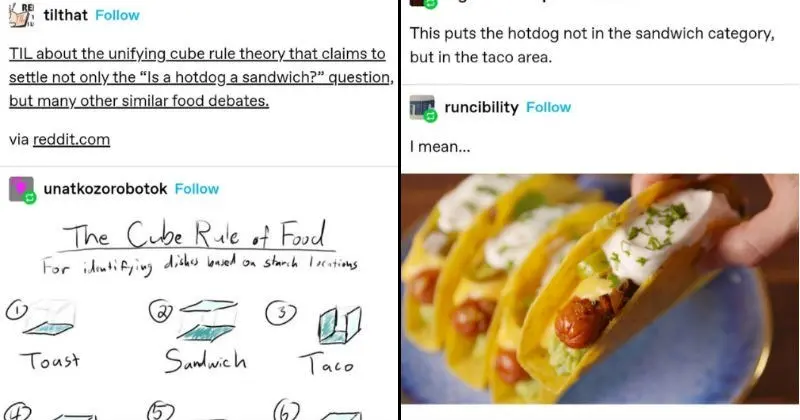 tilthat Follow
TIL about the unifying cube rule theory that claims to
settle not only the “Is a hotdog a sandwich?” question,
but many other similar food debates.
via reddit.com
unatkozorobotok Follow
The Cube Rule of Food
For identifying dishes based on starch locations
1 2 3
Toast Sandwich Taco
4 5 6
This puts the hotdog not in the sandwich category,
but in the taco area.
runcibility Follow
I mean...